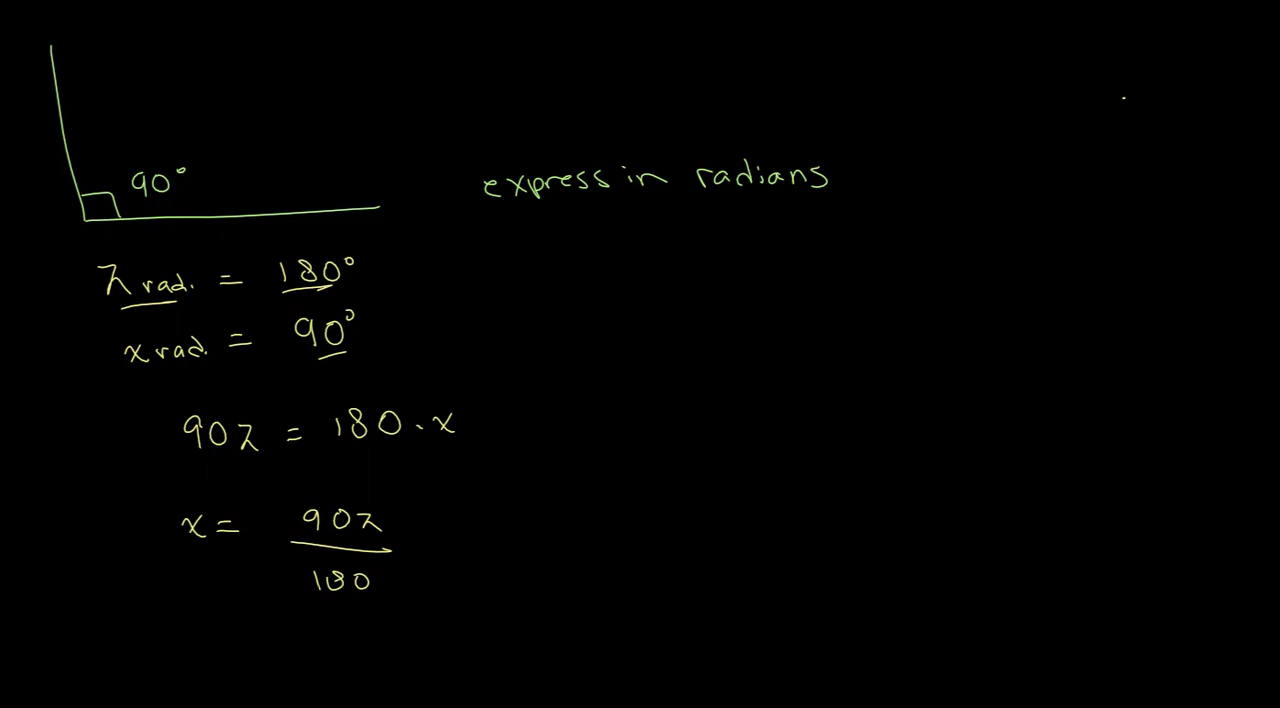 90°
express in radians
π rad. = 180°
x rad. = 90°
90π = 180 · x
x = 90π
180